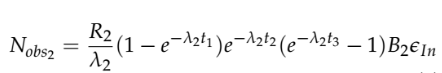 $N_{obs_2} = \frac{R_2}{\lambda_2}(1 - e^{-\lambda_2 t_1})e^{-\lambda_2 t_2}(e^{-\lambda_2 t_3} - 1)B_2\epsilon_{In}$